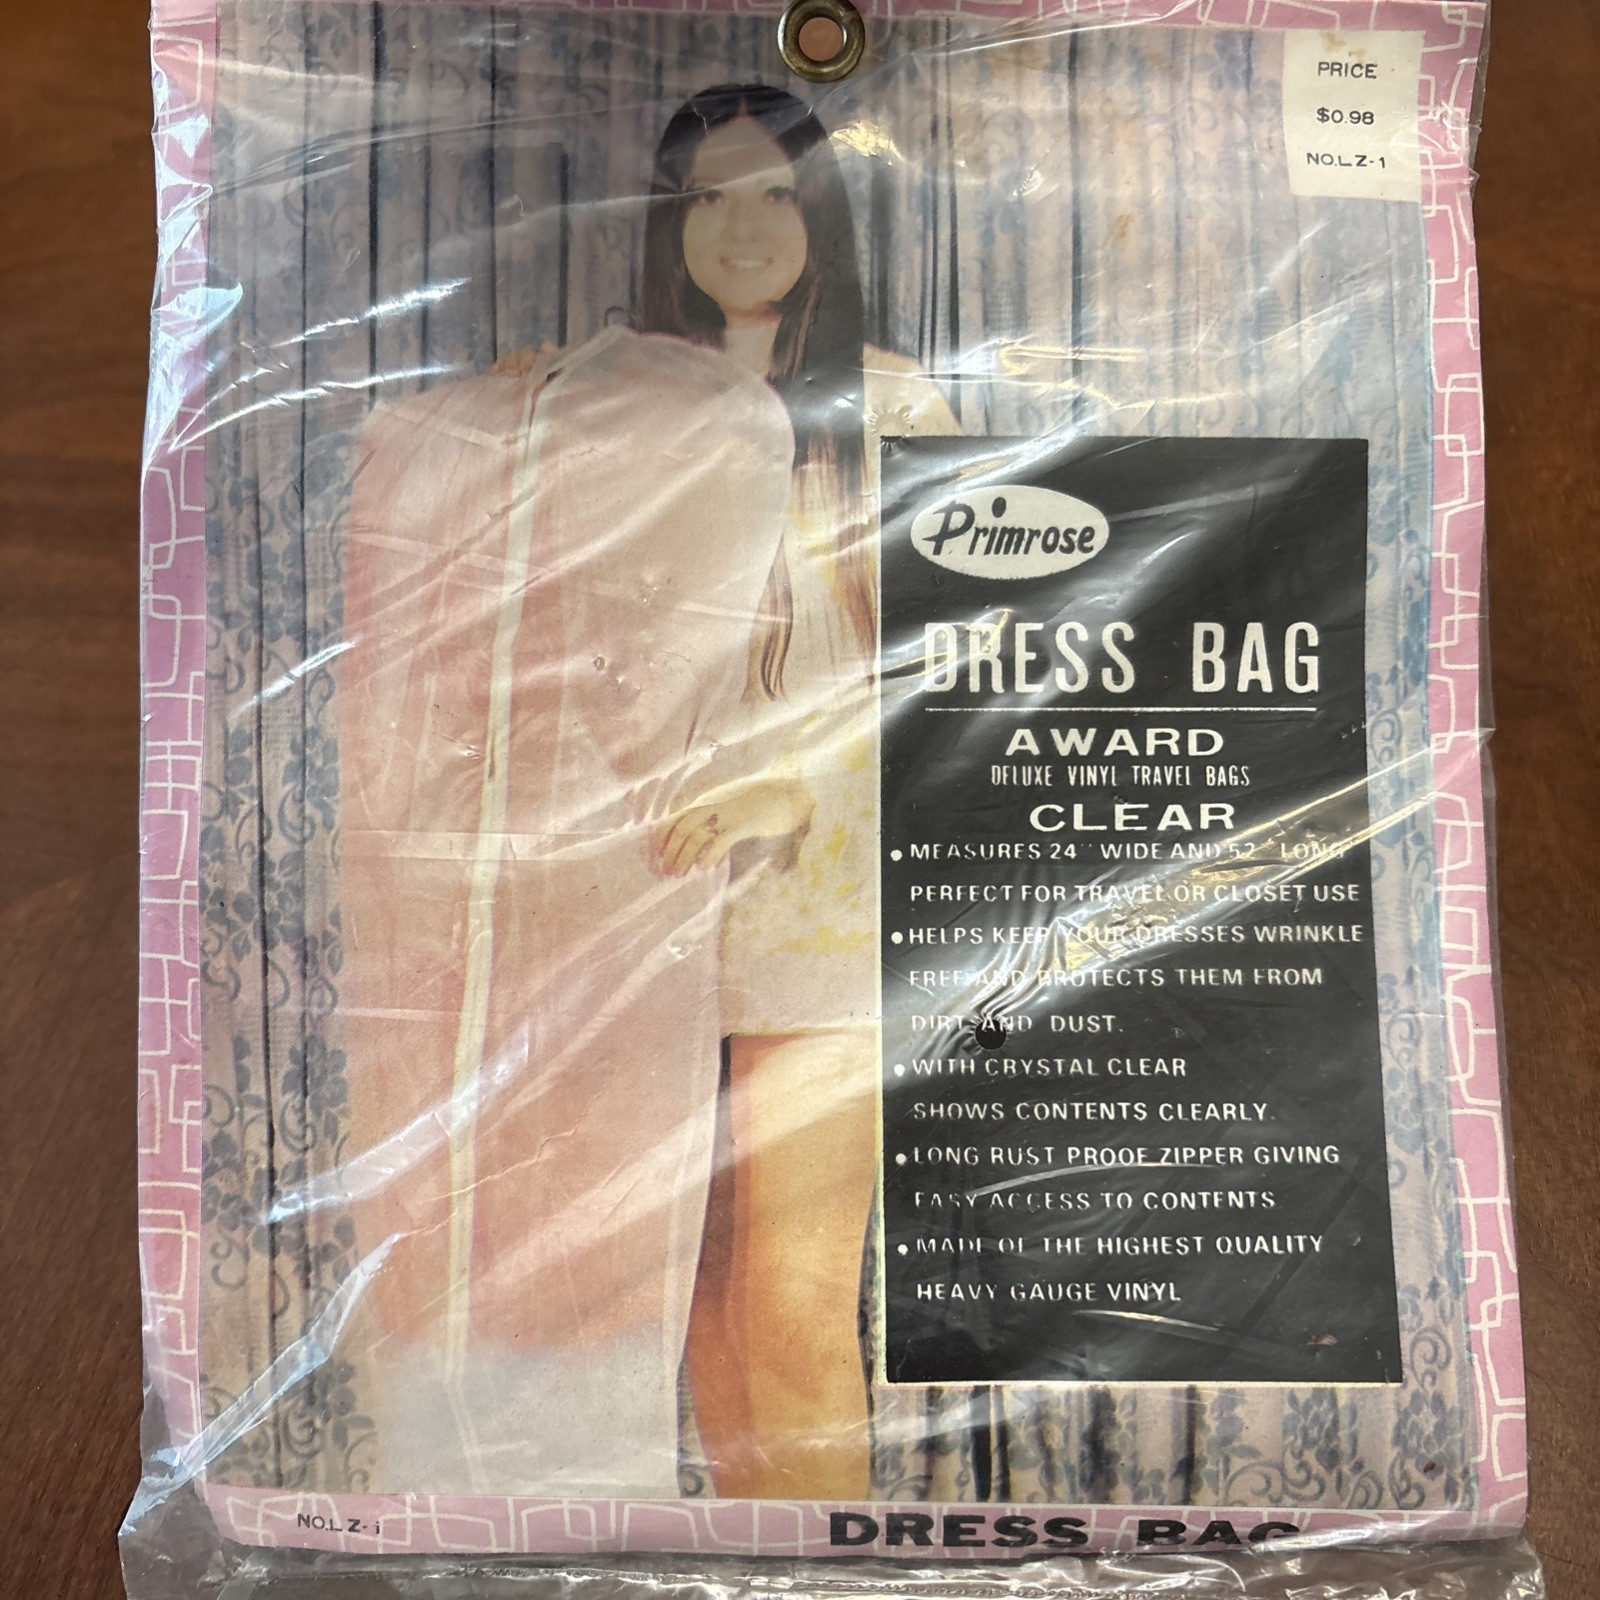 PRICE
$0.98
NO.LZ-1
Primrose
DRESS BAG
AWARD
DELUXE VINYL TRAVEL BAGS
CLEAR
• MEASURES 24" WIDE AND 52" LONG
PERFECT FOR TRAVEL OR CLOSET USE
• HELPS KEEP YOUR DRESSES WRINKLE
FREE AND PROTECTS THEM FROM
DIRT AND DUST.
• WITH CRYSTAL CLEAR
SHOWS CONTENTS CLEARLY.
• LONG RUST PROOF ZIPPER GIVING
EASY ACCESS TO CONTENTS
• MADE OF THE HIGHEST QUALITY
HEAVY GAUGE VINYL
NO.LZ-1
DRESS BAG